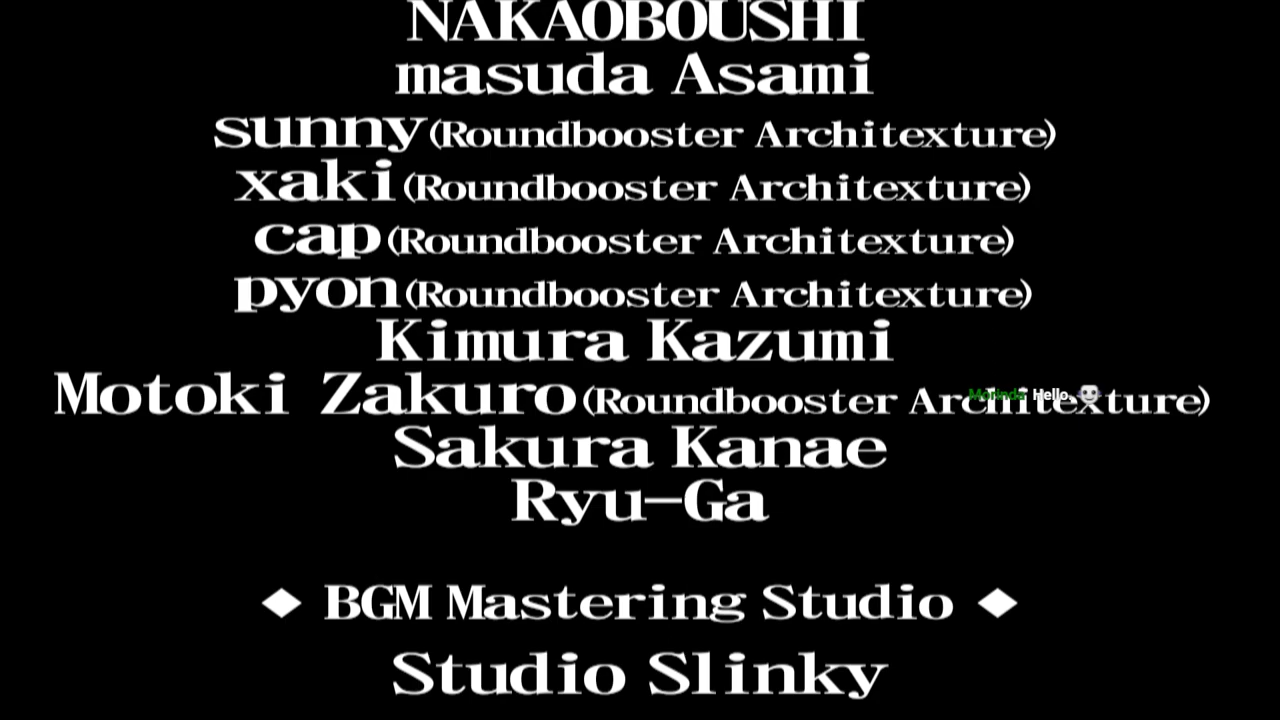 NAKAOBOUSHI
masuda Asami
sunny(Roundbooster Architexture)
xaki(Roundbooster Architexture)
cap(Roundbooster Architexture)
pyon(Roundbooster Architexture)
Kimura Kazumi
Motoki Zakuro(Roundbooster Architexture)
Hello.
Sakura Kanae
Ryu-Ga
◆ BGM Mastering Studio ◆
Studio Slinky